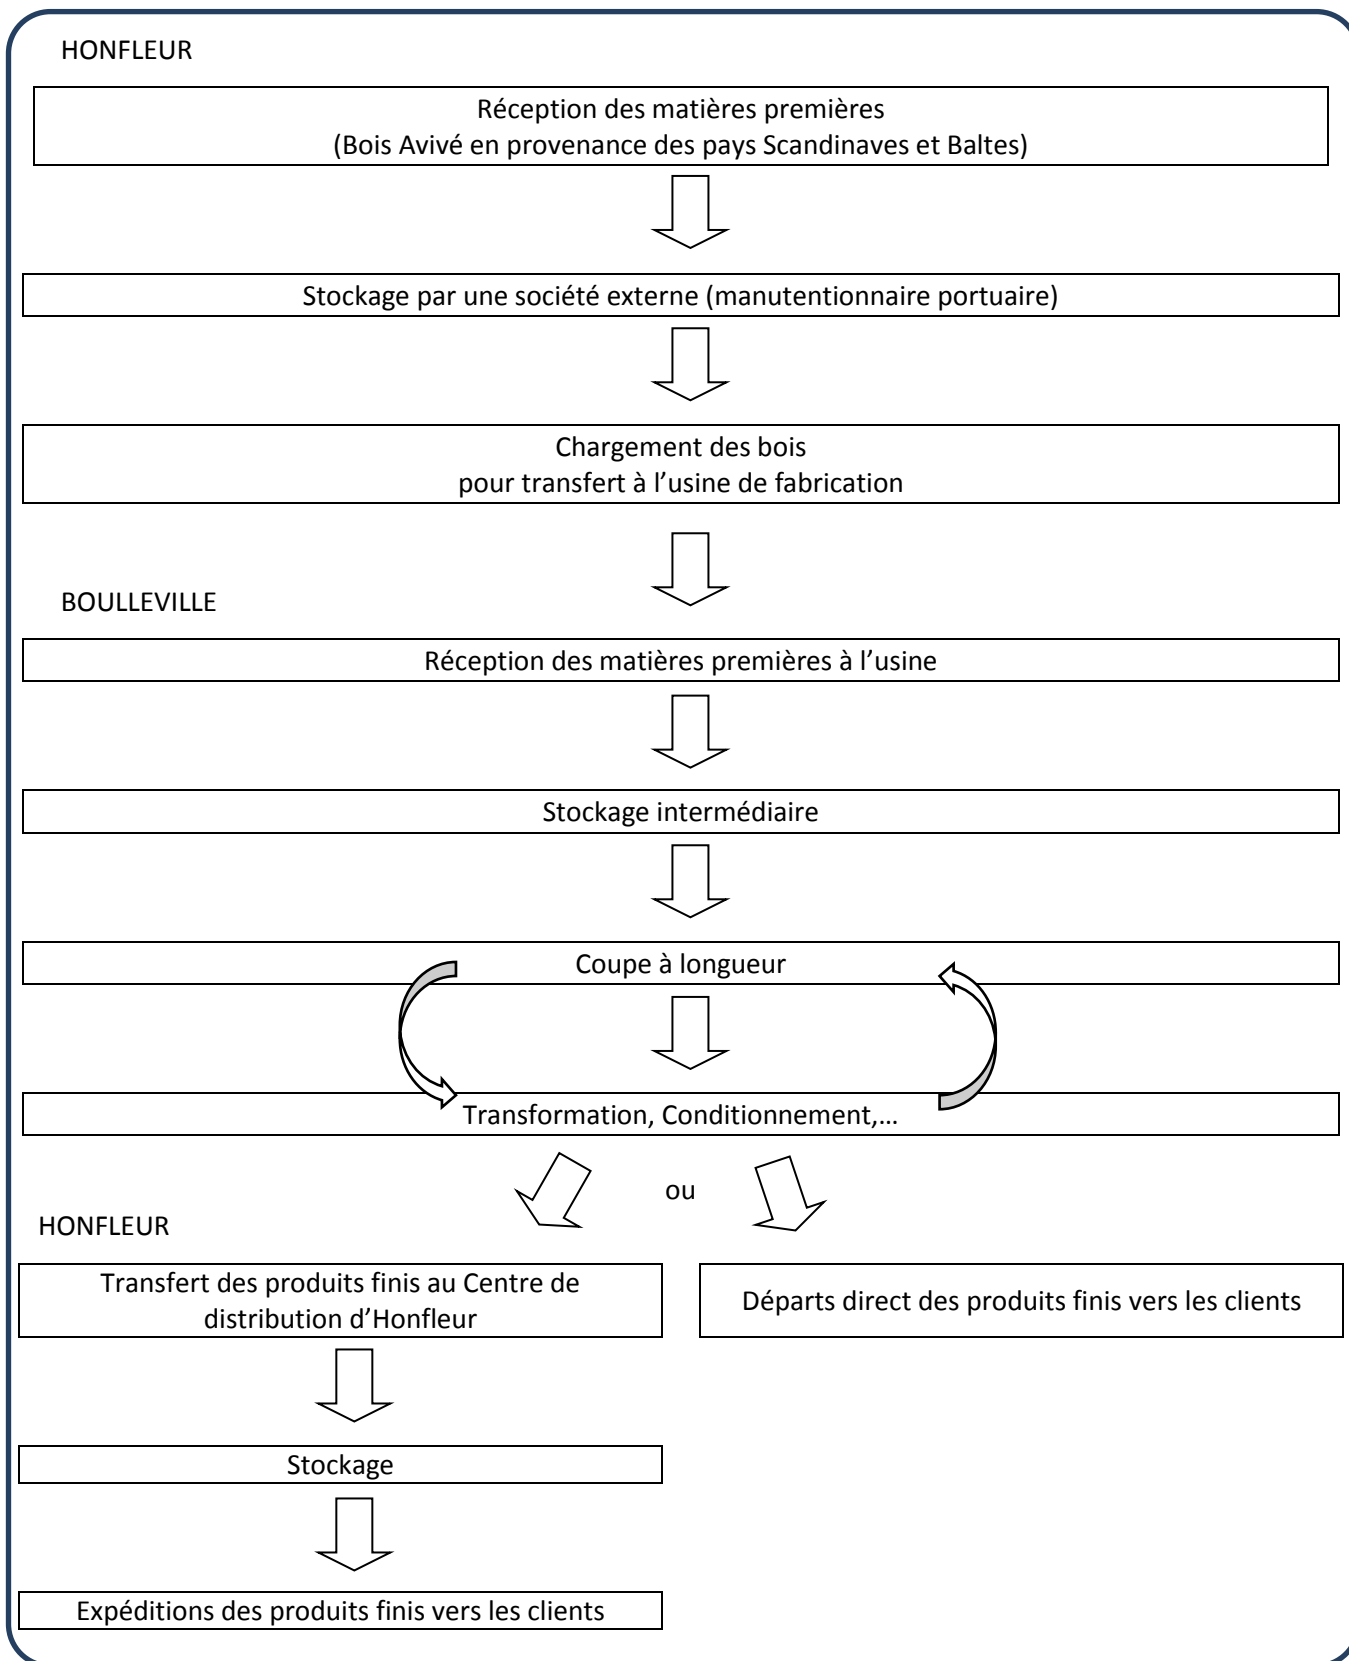 HONFLEUR
Réception des matières premières
(Bois Avivé en provenance des pays Scandinaves et Baltes)
Stockage par une société externe (manutentionnaire portuaire)
Chargement des bois
pour transfert à l’usine de fabrication
BOULLEVILLE
Réception des matières premières à l’usine
Stockage intermédiaire
Coupe à longueur
Transformation, Conditionnement,…
ou
HONFLEUR
Transfert des produits finis au Centre de
distribution d’Honfleur
Départs direct des produits finis vers les clients
Stockage
Expéditions des produits finis vers les clients